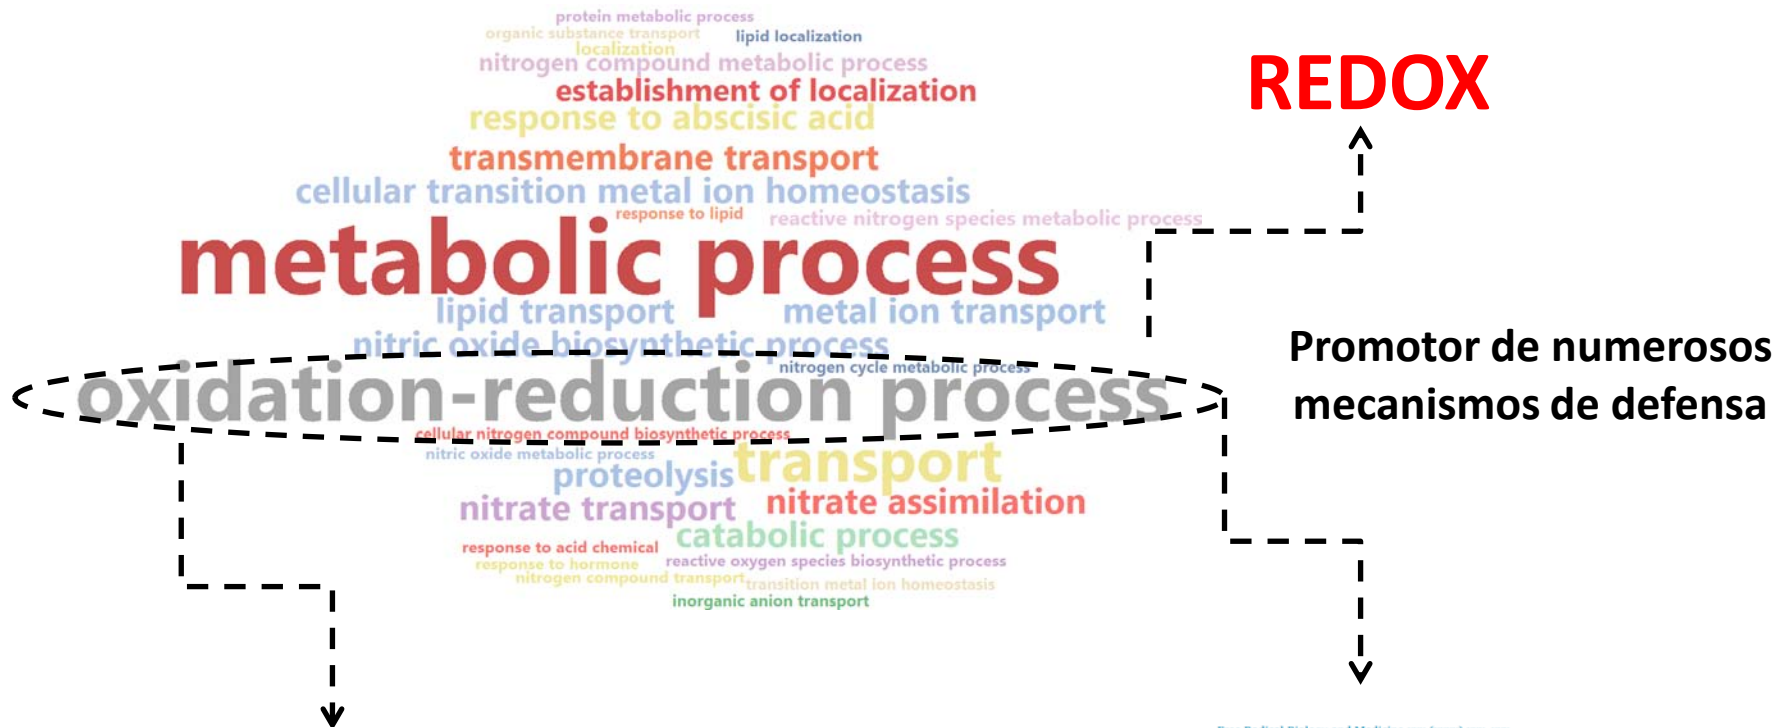 protein metabolic process
organic substance transport
lipid localization
localization
nitrogen compound metabolic process
establishment of localization
response to abscisic acid
transmembrane transport
cellular transition metal ion homeostasis
response to lipid
reactive nitrogen species metabolic process
metabolic process
lipid transport
metal ion transport
nitric oxide biosynthetic process
nitrogen cycle metabolic process
oxidation-reduction process
cellular nitrogen compound biosynthetic process
nitric oxide metabolic process
transport
proteolysis
nitrate transport
nitrate assimilation
catabolic process
response to acid chemical
reactive oxygen species biosynthetic process
response to hormone
nitrogen compound transport
transition metal ion homeostasis
inorganic anion transport
REDOX
Promotor de numerosos
mecanismos de defensa